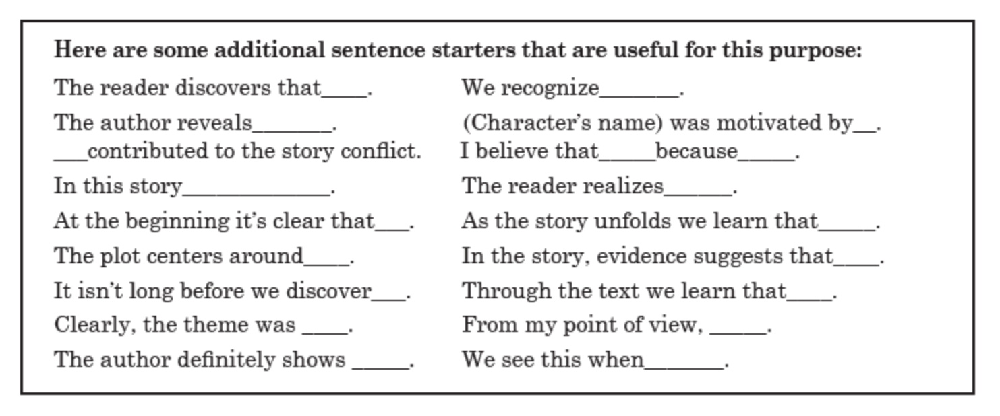 Here are some additional sentence starters that are useful for this purpose:
The reader discovers that____.
The author reveals_______.
___contributed to the story conflict.
In this story_____________.
At the beginning it's clear that___.
The plot centers around____.
It isn't long before we discover___.
Clearly, the theme was ____.
The author definitely shows _____.
We recognize_______.
(Character's name) was motivated by__.
I believe that_____because_____.
The reader realizes______.
As the story unfolds we learn that_____.
In the story, evidence suggests that____.
Through the text we learn that____.
From my point of view, _____.
We see this when_______.